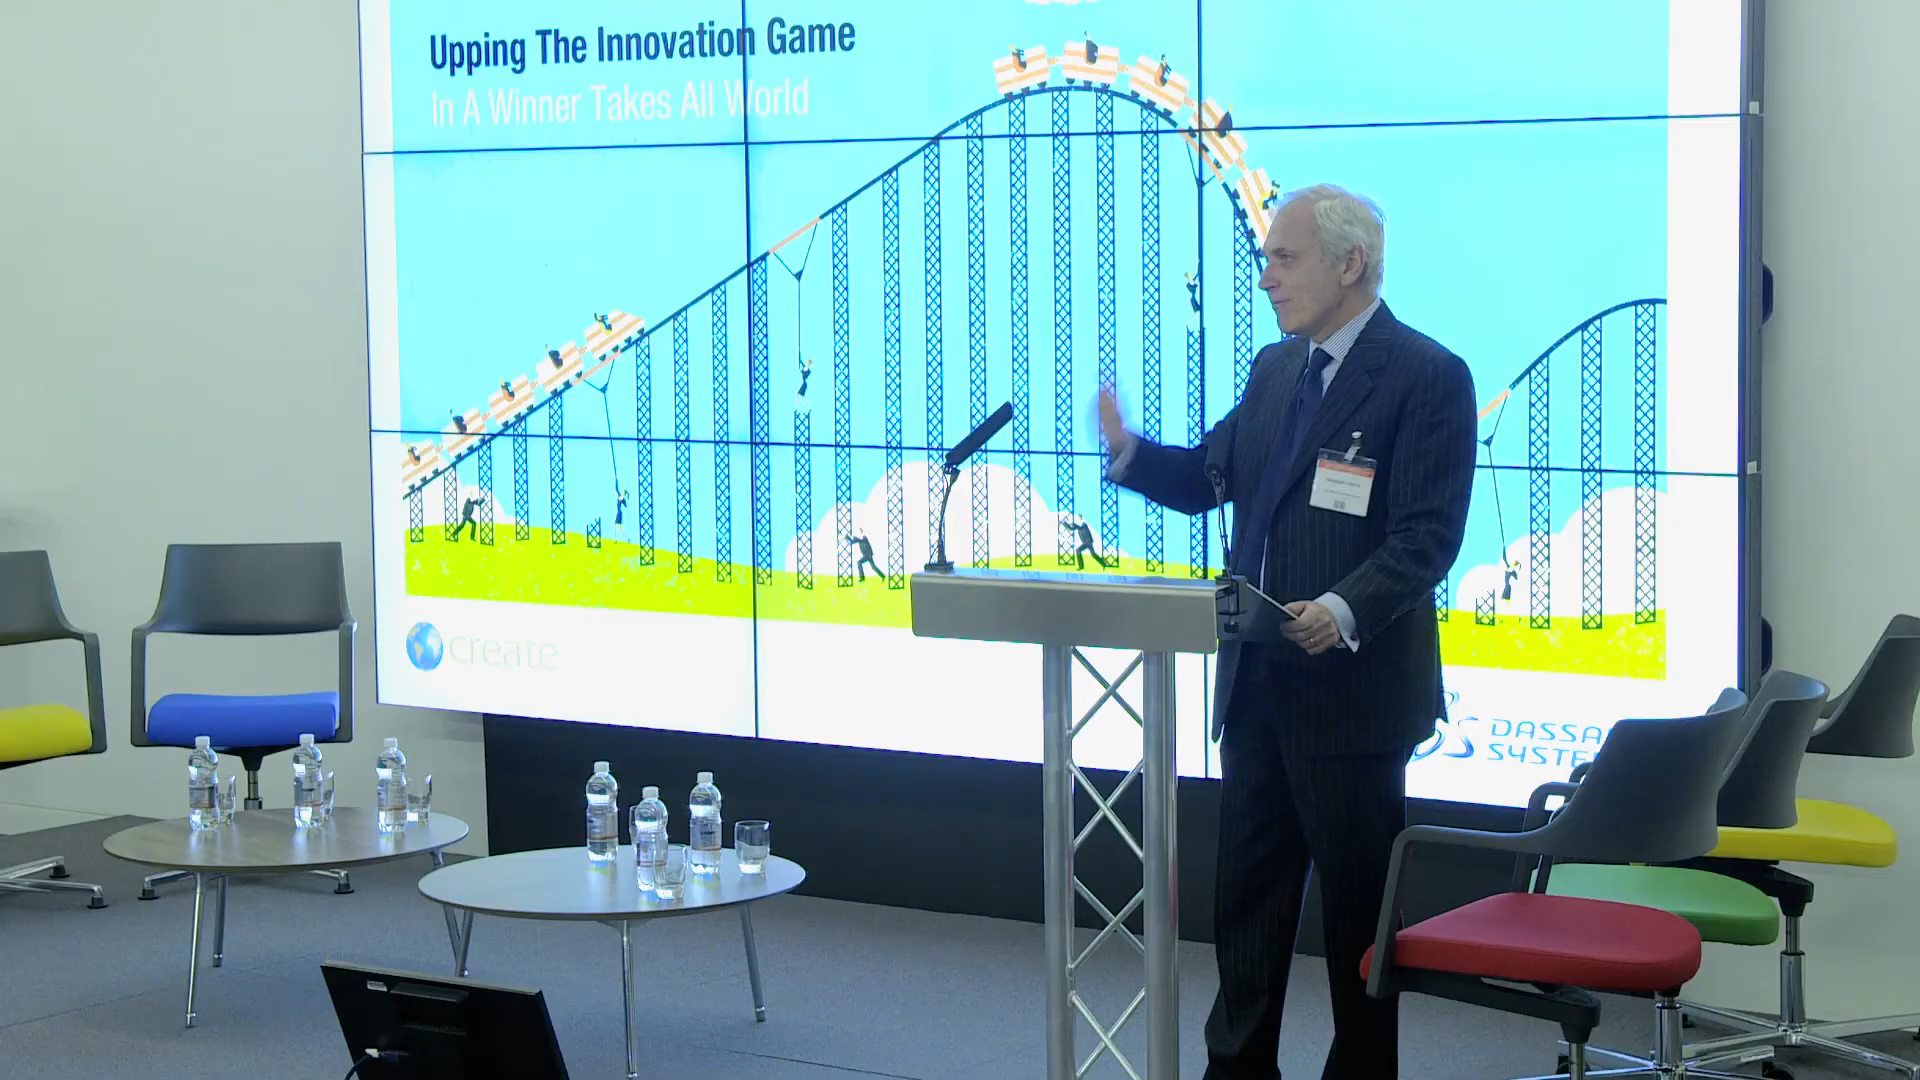 Upping The Innovation Game
In A Winner Takes All World
create
DASSA
SYSTE